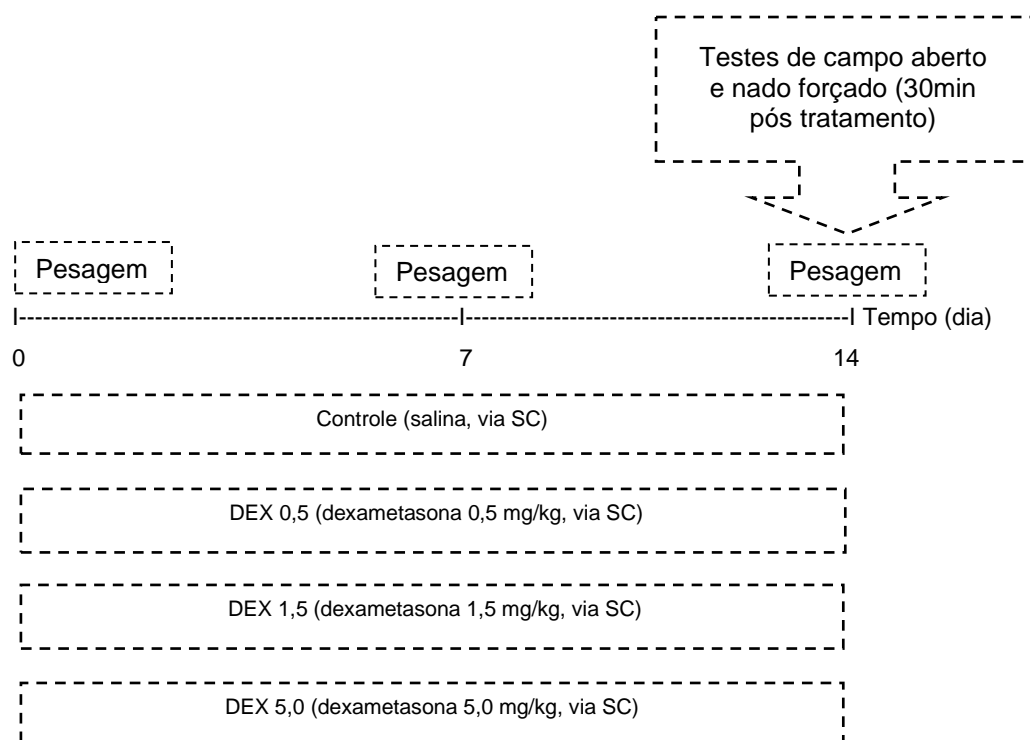 Testes de campo aberto
e nado forçado (30min
pós tratamento)
Pesagem Pesagem Pesagem
Tempo (dia)
0 7 14
Controle (salina, via SC)
DEX 0,5 (dexametasona 0,5 mg/kg, via SC)
DEX 1,5 (dexametasona 1,5 mg/kg, via SC)
DEX 5,0 (dexametasona 5,0 mg/kg, via SC)